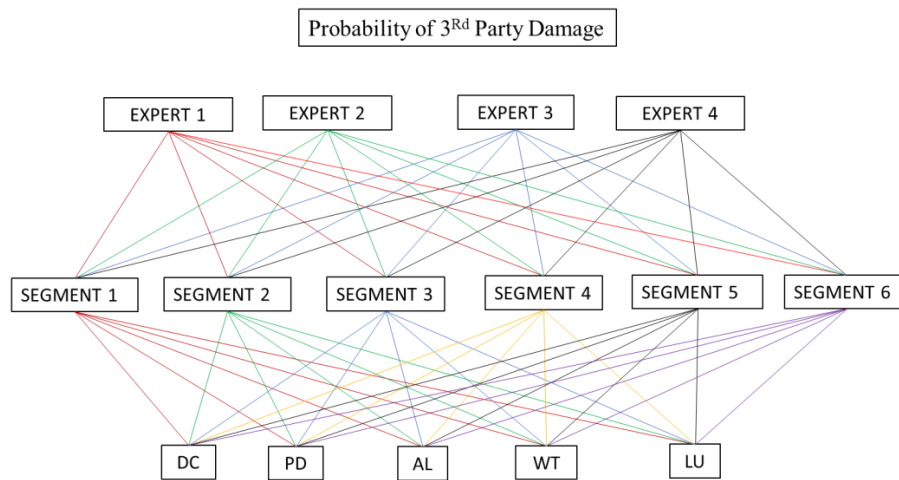 Probability of 3Rd Party Damage
EXPERT 1 EXPERT 2 EXPERT 3 EXPERT 4
SEGMENT 1 SEGMENT 2 SEGMENT 3 SEGMENT 4 SEGMENT 5 SEGMENT 6
DC PD AL WT LU